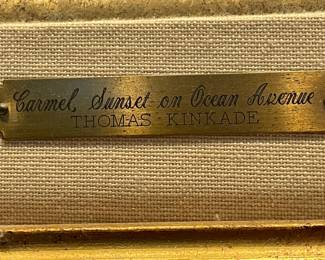 Carmel, Sunset on Ocean Avenue
THOMAS KINKADE